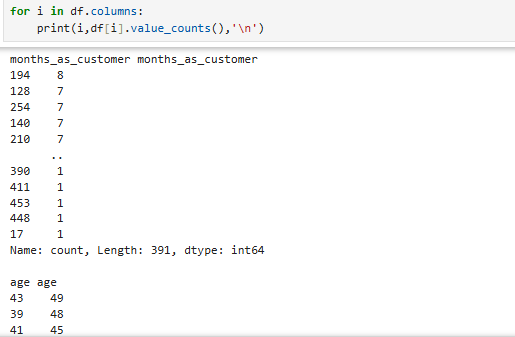 for i in df.columns:
    print(i,df[i].value_counts(),'\n')
months_as_customer months_as_customer
194    8
128    7
254    7
140    7
210    7
      ..
390    1
411    1
453    1
448    1
17     1
Name: count, Length: 391, dtype: int64
age age
43    49
39    48
41    45